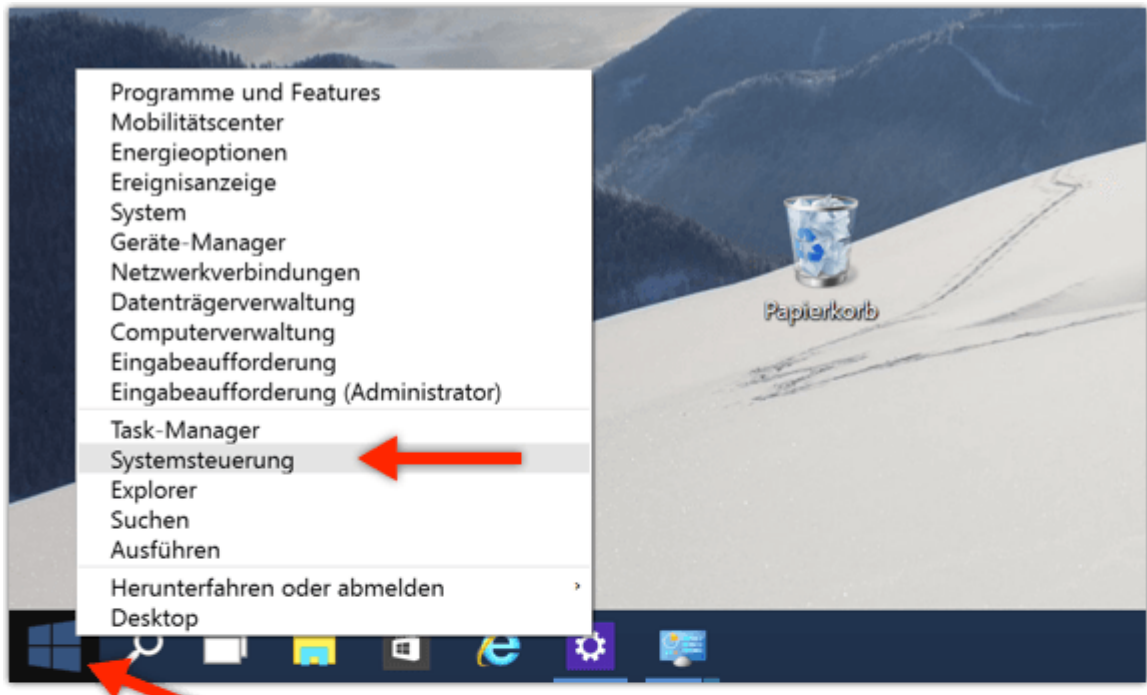 Programme und Features
Mobilitätscenter
Energieoptionen
Ereignisanzeige
System
Geräte-Manager
Netzwerkverbindungen
Datenträgerverwaltung
Computerverwaltung
Eingabeaufforderung
Eingabeaufforderung (Administrator)
Task-Manager
Systemsteuerung
Explorer
Suchen
Ausführen
Herunterfahren oder abmelden
Desktop
Papierkorb